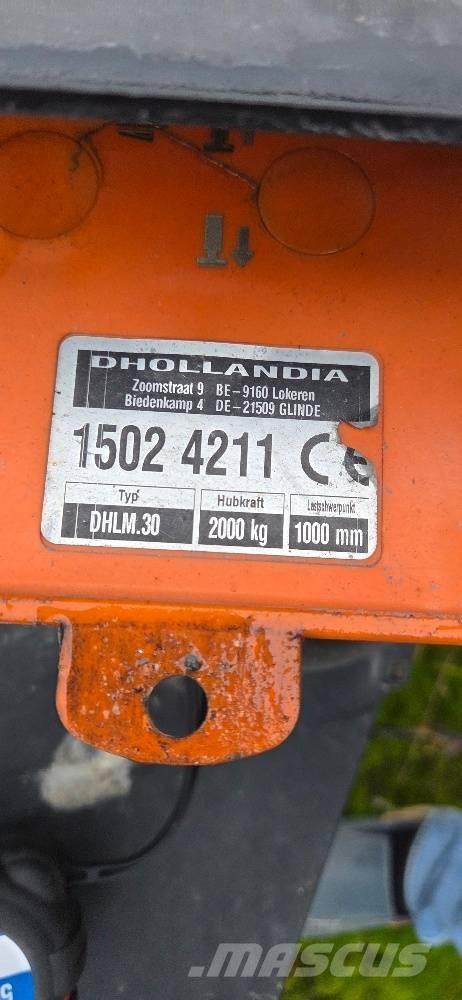 DHOLLANDIA
Zoomstraat 9 BE-9160 Lokeren
Biedenkamp 4 DE-21509 GLINDE
1502 4211 CE
Typ Hubkraft Lastschwerpunkt
DHLM.30 2000 kg 1000 mm
5
MASCUS